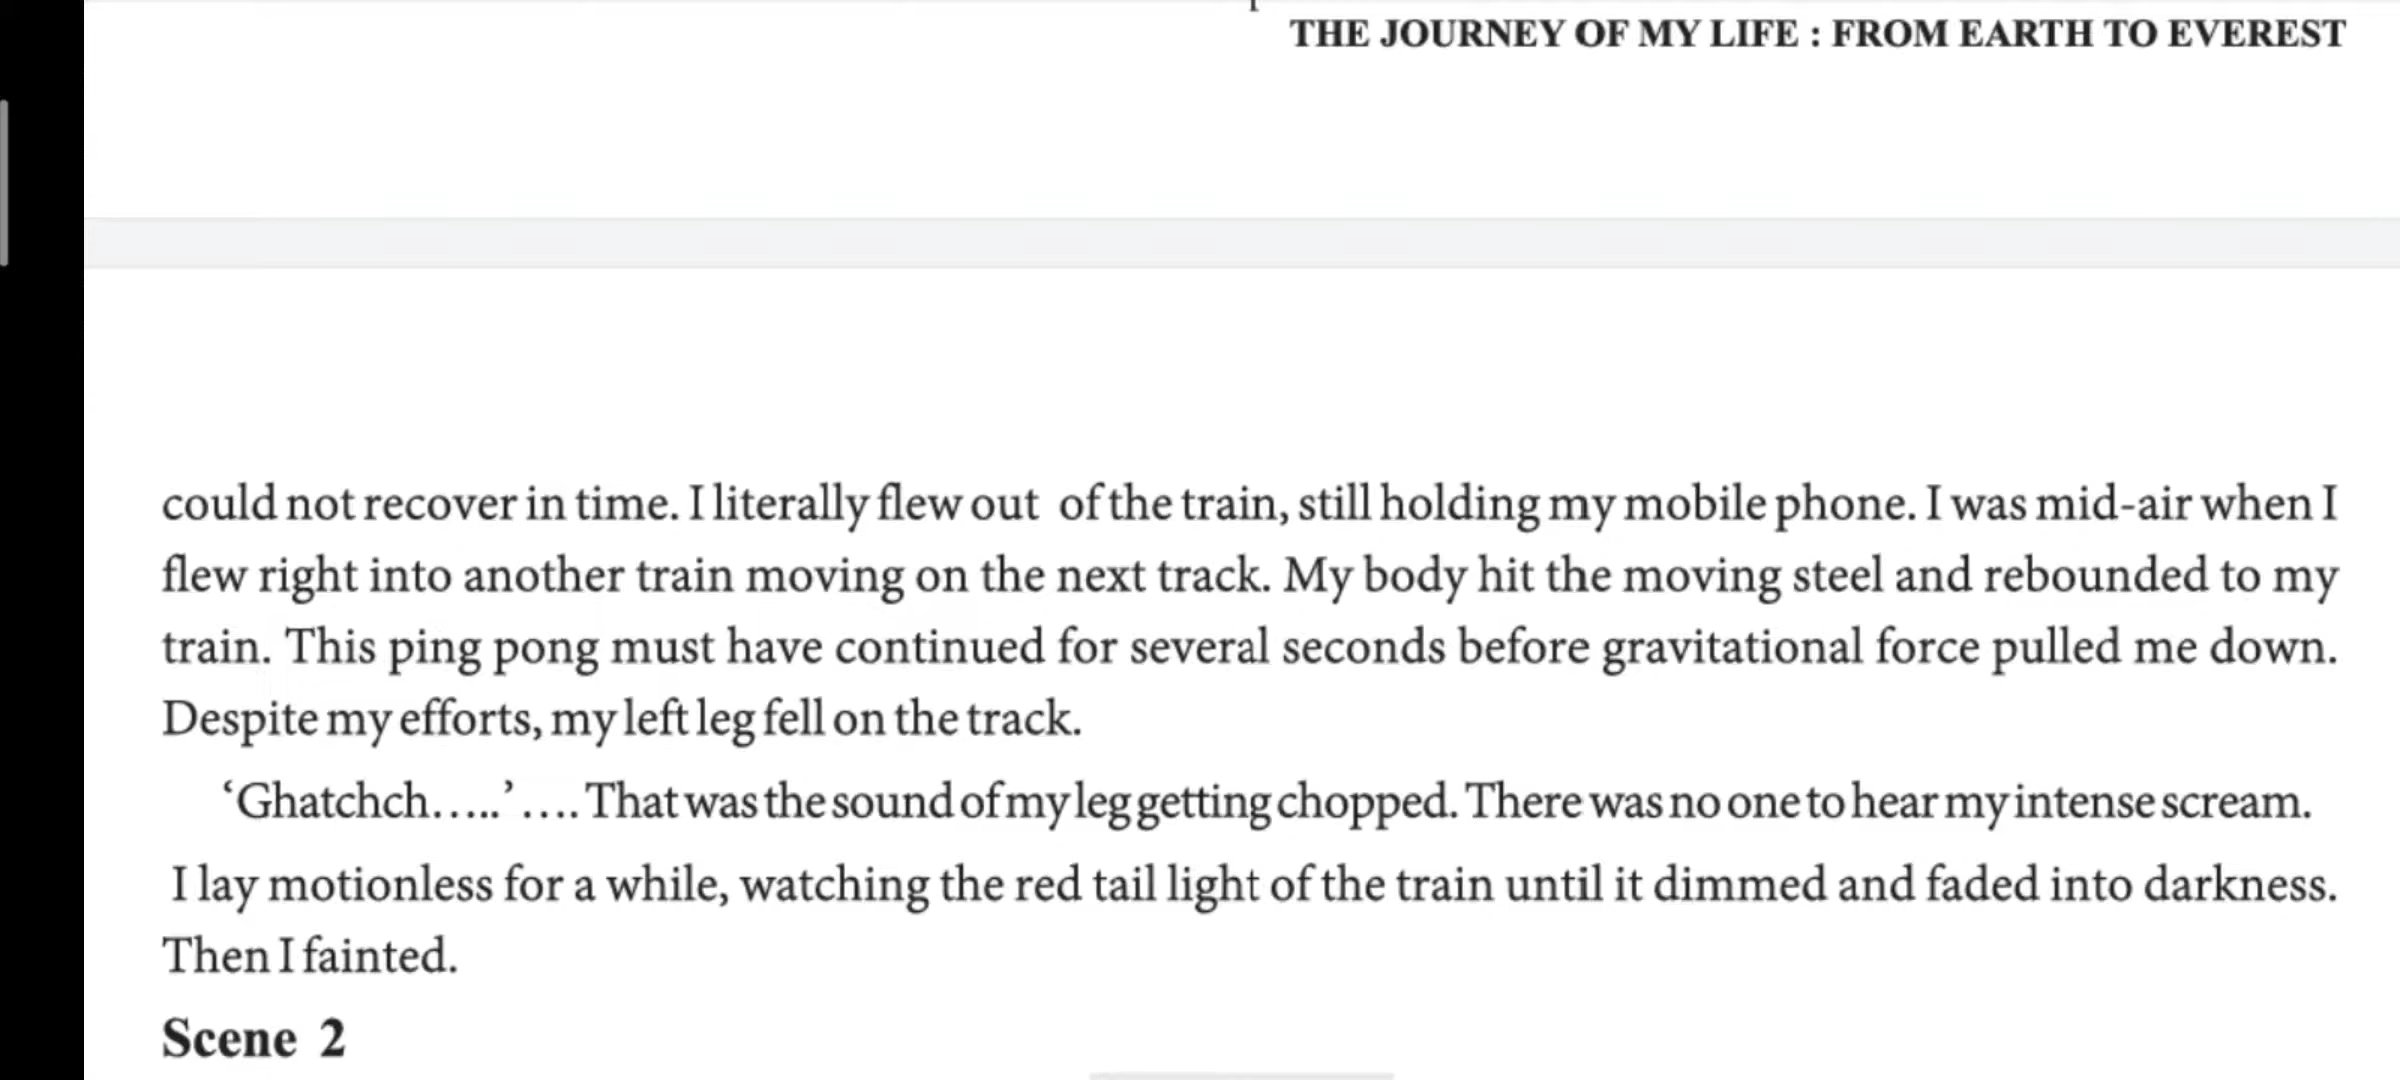 THE JOURNEY OF MY LIFE : FROM EARTH TO EVEREST
could not recover in time. I literally flew out of the train, still holding my mobile phone. I was mid-air when I
flew right into another train moving on the next track. My body hit the moving steel and rebounded to my
train. This ping pong must have continued for several seconds before gravitational force pulled me down.
Despite my efforts, my left leg fell on the track.
‘Ghatchch…..’…. That was the sound of my leg getting chopped. There was no one to hear my intense scream.
I lay motionless for a while, watching the red tail light of the train until it dimmed and faded into darkness.
Then I fainted.
Scene 2